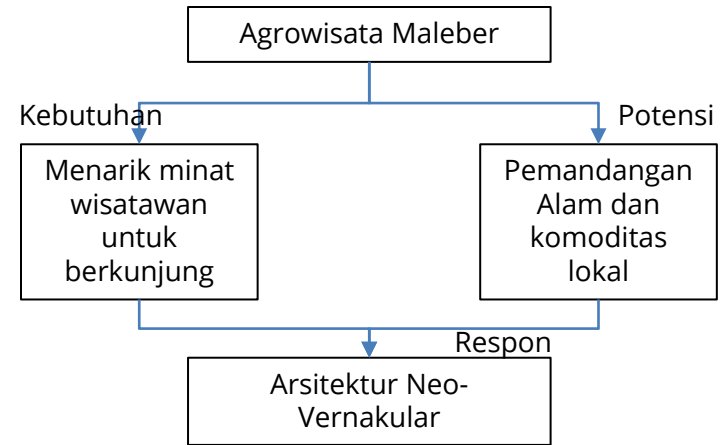 Agrowisata Maleber
Kebutuhan
Potensi
Menarik minat
wisatawan
untuk
berkunjung
Pemandangan
Alam dan
komoditas
lokal
Respon
Arsitektur Neo-
Vernakular